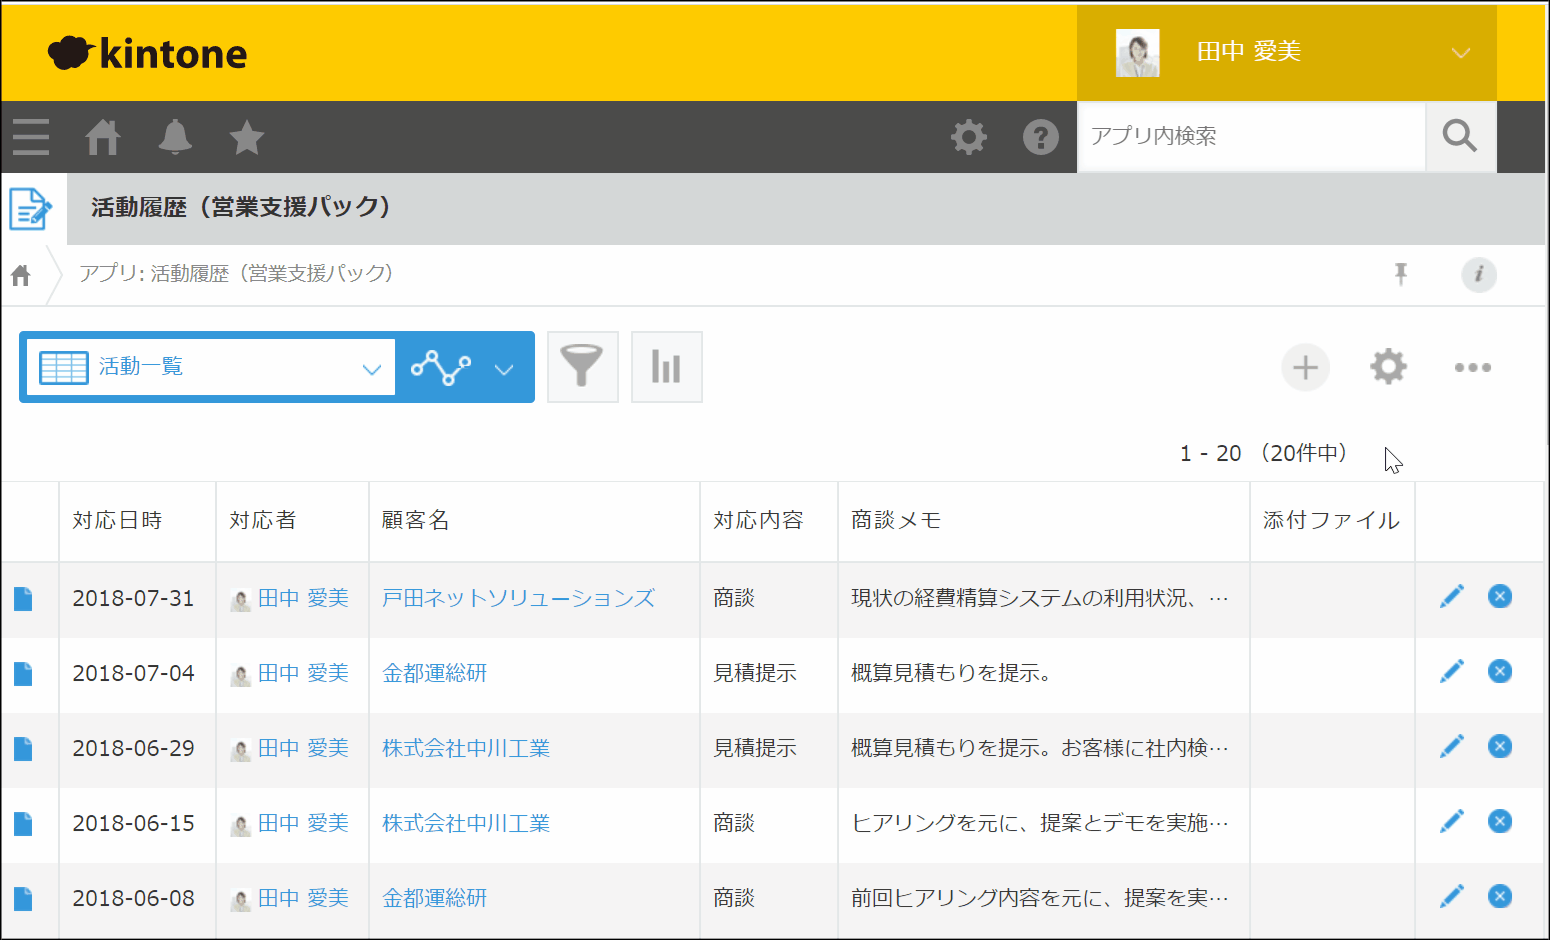 kintone
田中 愛美
アプリ内検索
活動履歴（営業支援パック）
アプリ: 活動履歴（営業支援パック）
活動一覧
1 - 20 （20件中）
対応日時 対応者 顧客名 対応内容 商談メモ 添付ファイル
2018-07-31 田中 愛美 戸田ネットソリューションズ 商談 現状の経費精算システムの利用状況、…
2018-07-04 田中 愛美 金都運総研 見積提示 概算見積もりを提示。
2018-06-29 田中 愛美 株式会社中川工業 見積提示 概算見積もりを提示。お客様に社内検…
2018-06-15 田中 愛美 株式会社中川工業 商談 ヒアリングを元に、提案とデモを実施…
2018-06-08 田中 愛美 金都運総研 商談 前回ヒアリング内容を元に、提案を実…